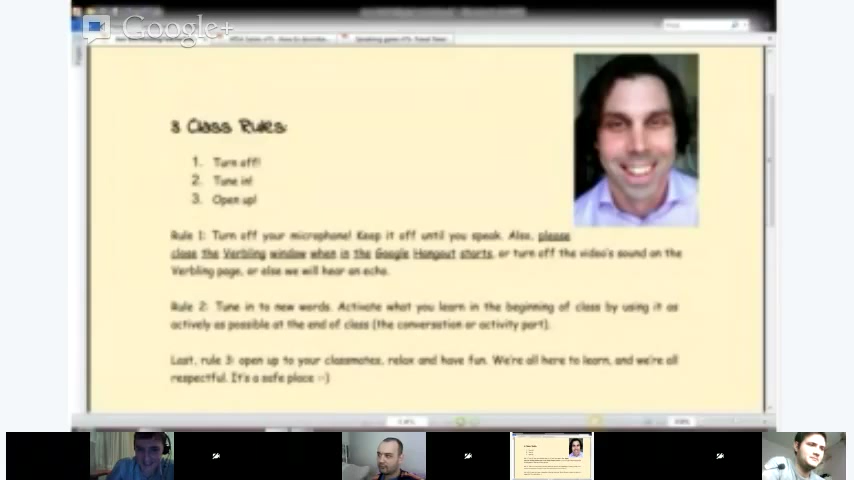 Google+
3 Class Rules:
1. Turn off!
2. Tune in!
3. Open up!
Rule 1: Turn off your microphone! Keep it off until you speak. Also, please
close the Verbling window when in the Google Hangout starts, or turn off the video's sound on the
Verbling page, or else we will hear an echo.
Rule 2: Tune in to new words. Activate what you learn in the beginning of class by using it as
actively as possible at the end of class (the conversation or activity part).
Last, rule 3: open up to your classmates, relax and have fun. We're all here to learn, and we're all
respectful. It's a safe place :-)